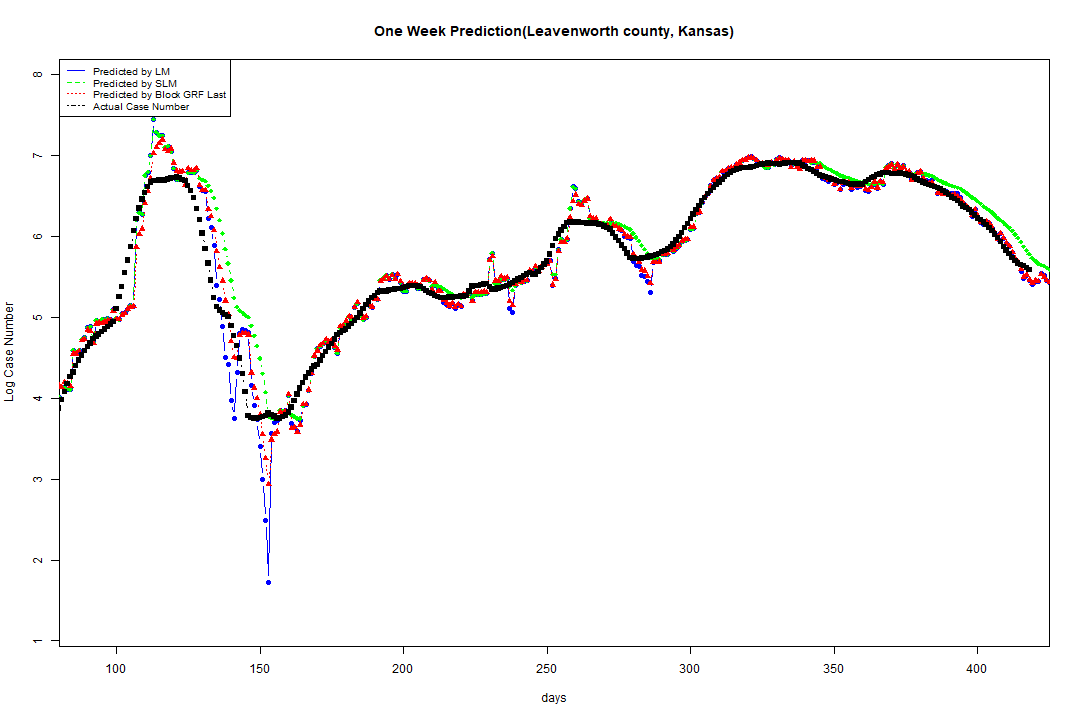 One Week Prediction(Leavenworth county, Kansas)
Predicted by LM
Predicted by SLM
Predicted by Block GRF Last
Actual Case Number
8
7
6
5
4
3
2
1
Log Case Number
100 150 200 250 300 350 400
days